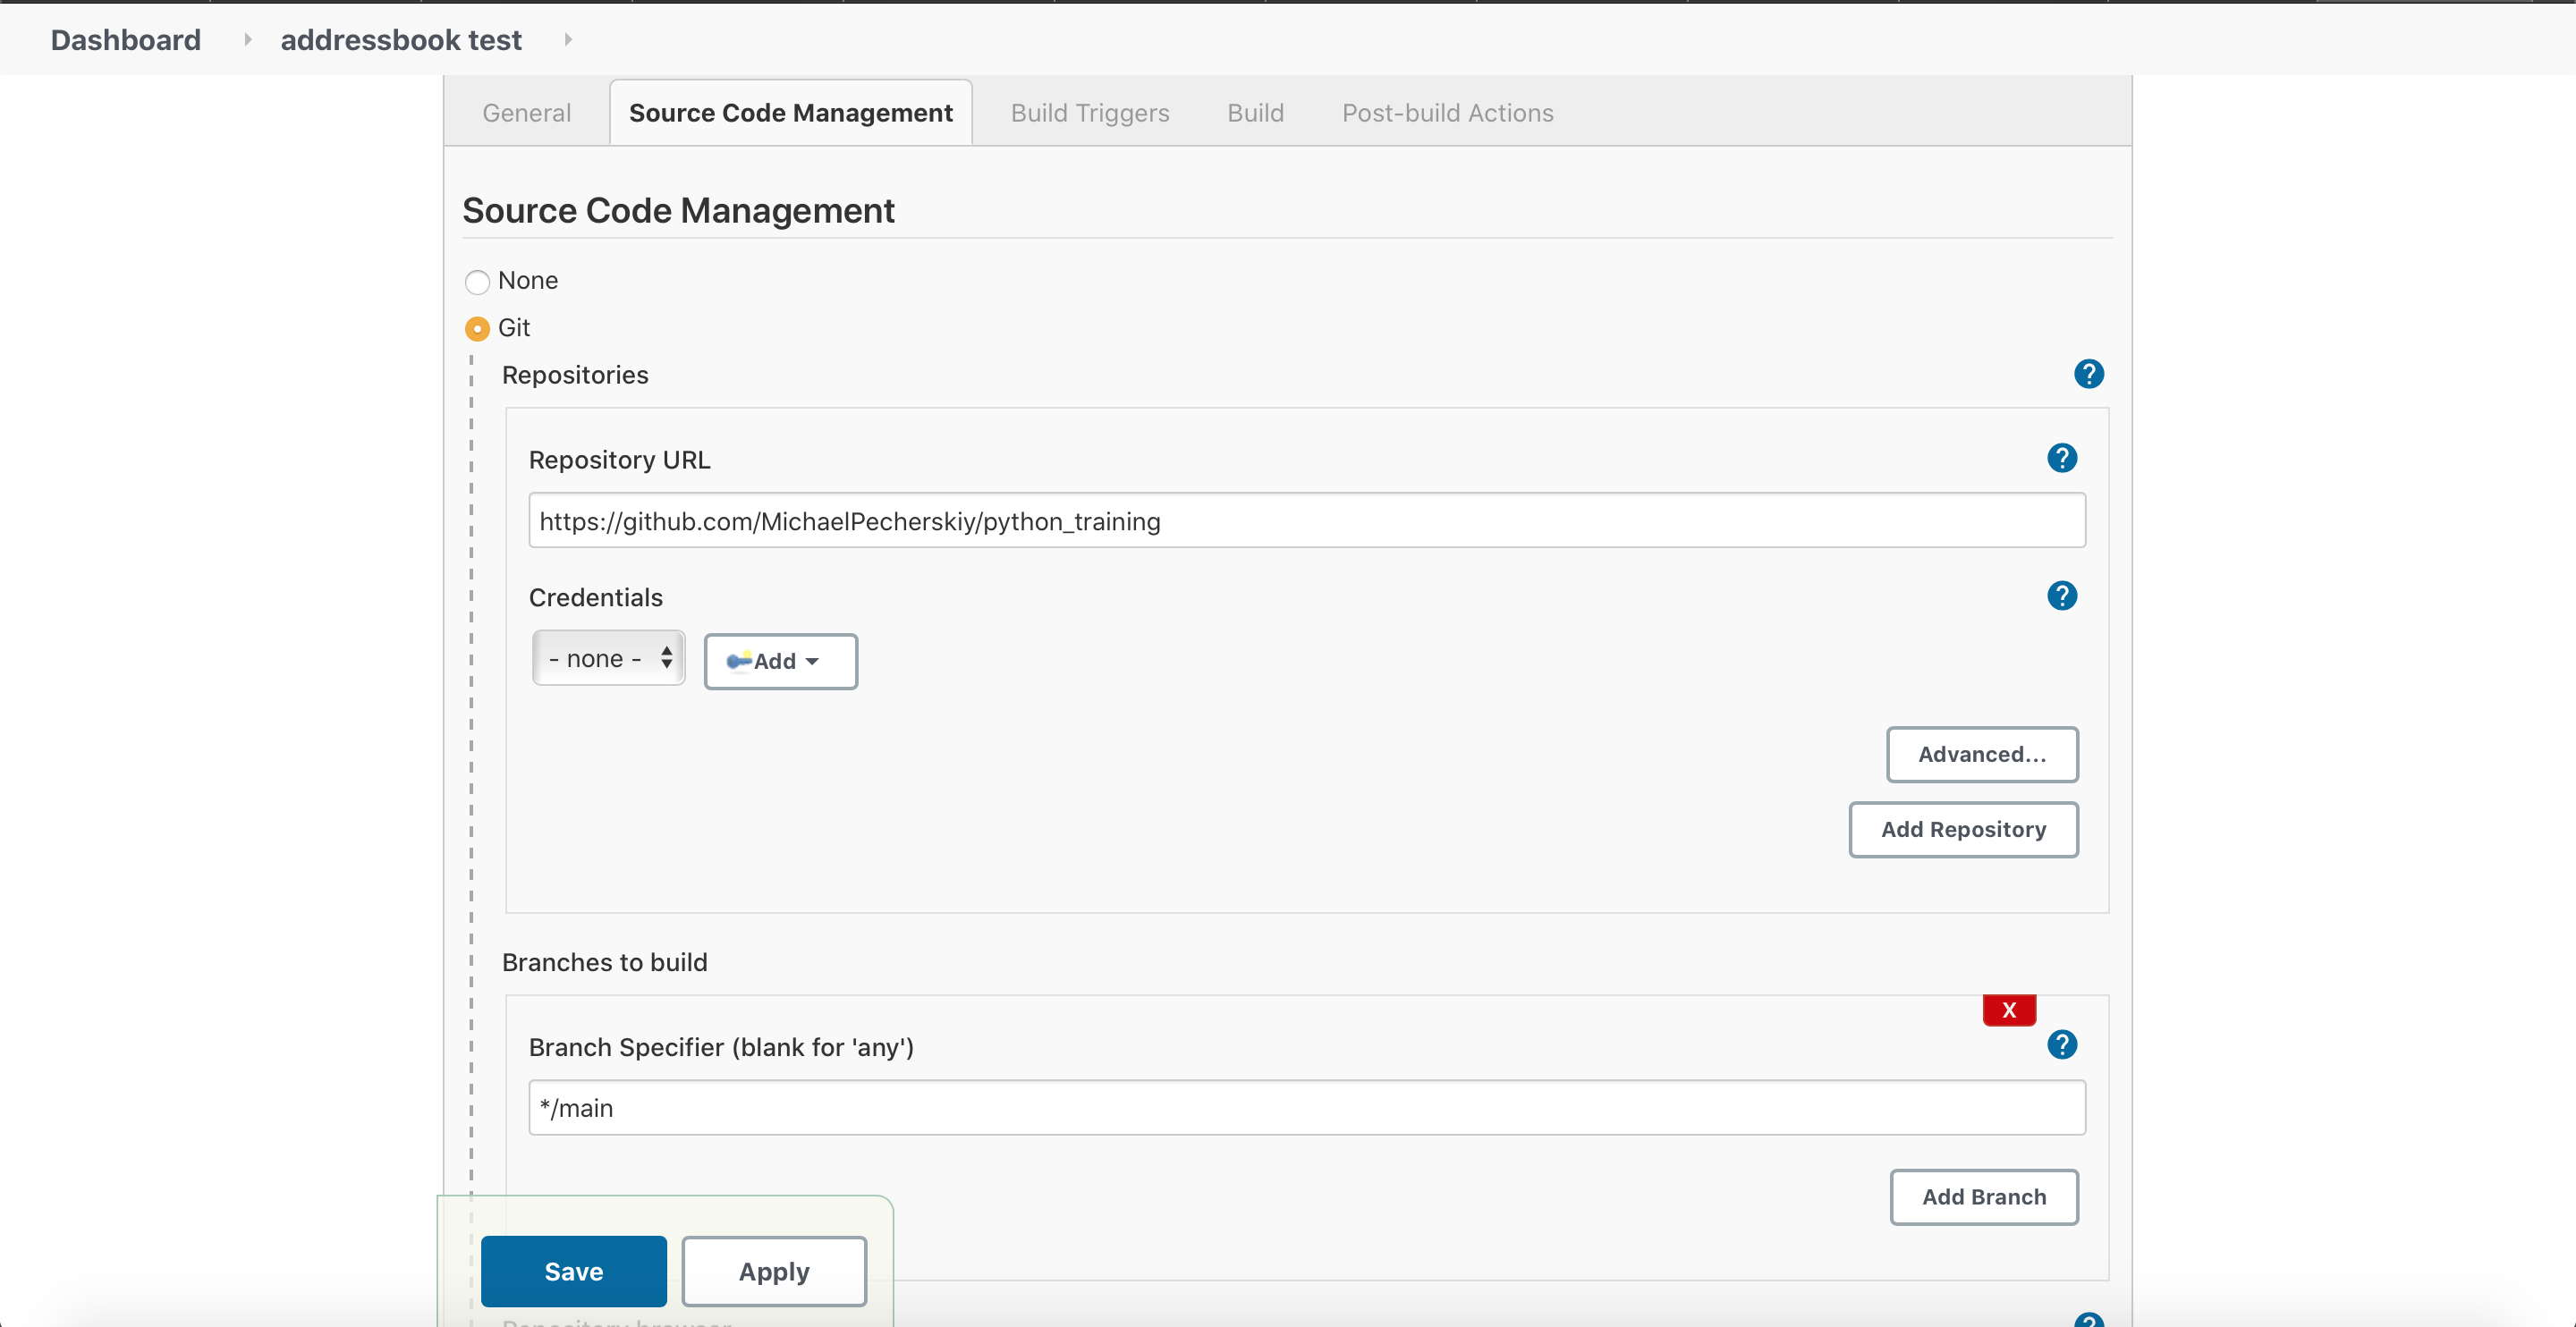 Dashboard addressbook test
General Source Code Management Build Triggers Build Post-build Actions
Source Code Management
None
Git
Repositories
?
Repository URL
?
https://github.com/MichaelPecherskiy/python_training
Credentials
?
- none - Add
Advanced...
Add Repository
Branches to build
X
Branch Specifier (blank for 'any')
?
*/main
Add Branch
Save Apply
Repository browser
?